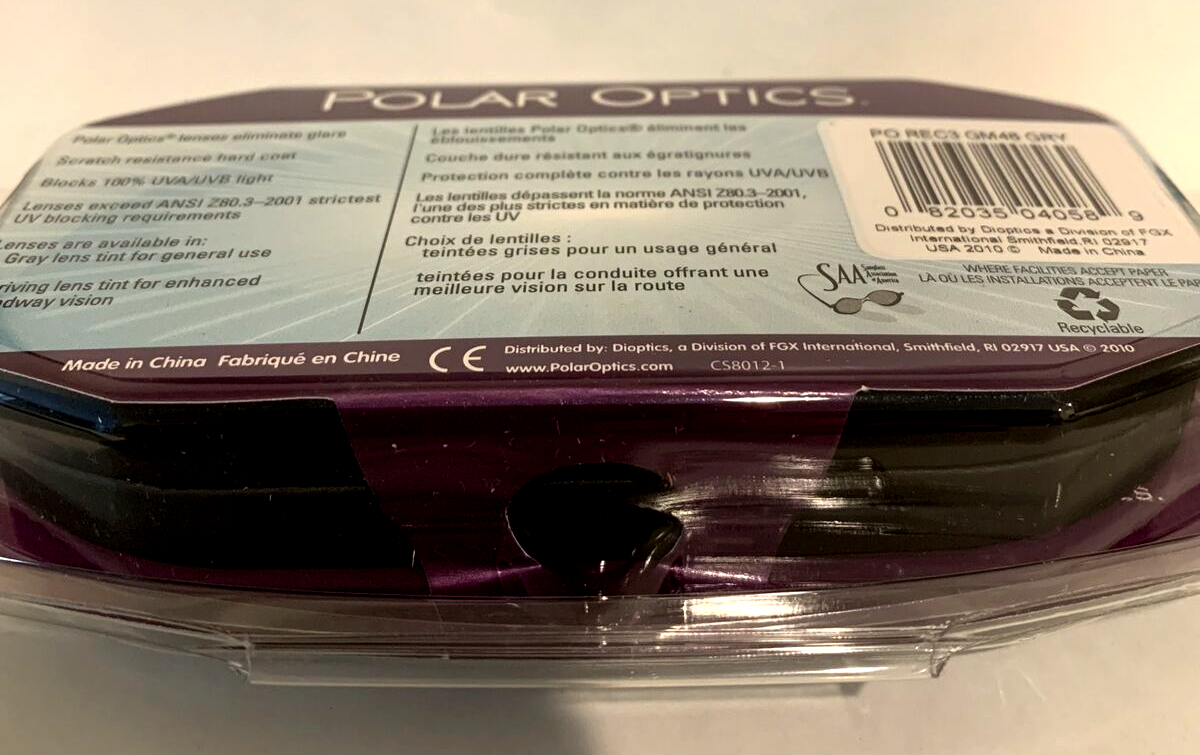 POLAR OPTICS
Polar Optics® lenses eliminate glare
Scratch resistance hard coat
Blocks 100% UVA/UVB light
Lenses exceed ANSI Z80.3–2001 strictest
UV blocking requirements
Lenses are available in:
Gray lens tint for general use
riving lens tint for enhanced
adway vision
Les lentilles Polar Optics® éliminent les
éblouissements
Couche dure résistant aux égratignures
Protection complète contre les rayons UVA/UVB
Les lentilles dépassent la norme ANSI Z80.3–2001,
l'une des plus strictes en matière de protection
contre les UV
Choix de lentilles :
teintées grises pour un usage général
teintées pour la conduite offrant une
meilleure vision sur la route
PO REC3 GM48 GRY
0 82035 04058 9
Distributed by Dioptics a Division of FGX
International Smithfield,RI 02917
USA 2010 © Made in China
SAA Sunglass Association of America
WHERE FACILITIES ACCEPT PAPER
LÀ OÙ LES INSTALLATIONS ACCEPTENT LE PAP
Recyclable
Made in China Fabriqué en Chine
CE
Distributed by: Dioptics, a Division of FGX International, Smithfield, RI 02917 USA © 2010
www.PolarOptics.com CS8012-1